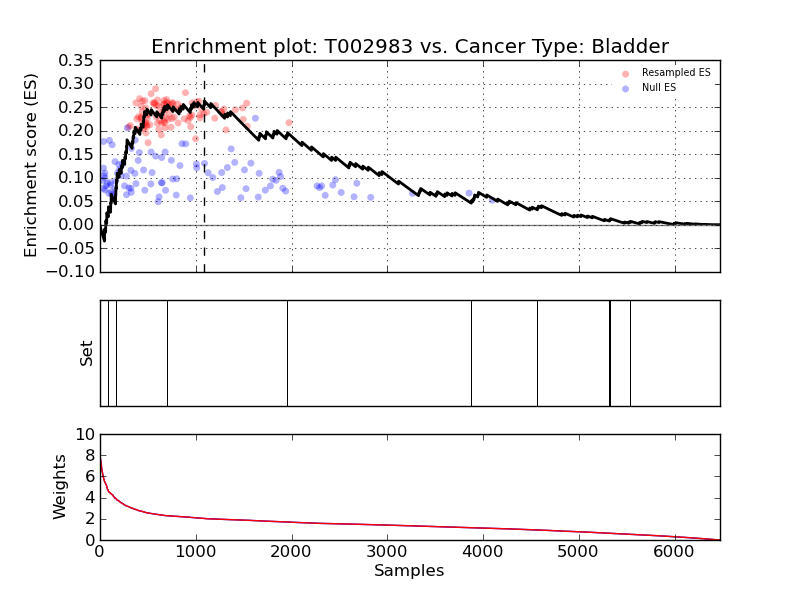 Enrichment plot: T002983 vs. Cancer Type: Bladder
Enrichment score (ES)
0.35
0.30
0.25
0.20
0.15
0.10
0.05
0.00
−0.05
−0.10
Resampled ES
Null ES
Set
Weights
10
8
6
4
2
0
0 1000 2000 3000 4000 5000 6000
Samples